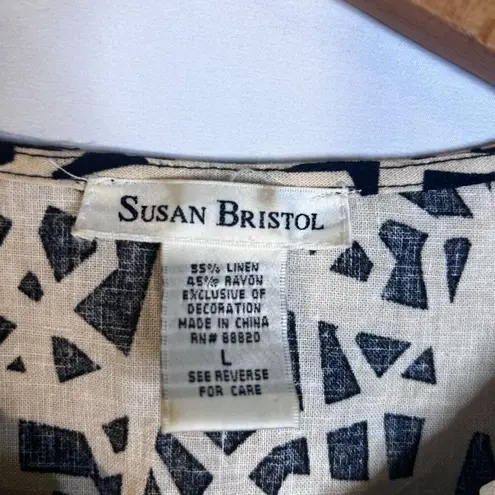 SUSAN BRISTOL
55% LINEN
45% RAYON
EXCLUSIVE OF
DECORATION
MADE IN CHINA
RN# 88820
L
SEE REVERSE
FOR CARE